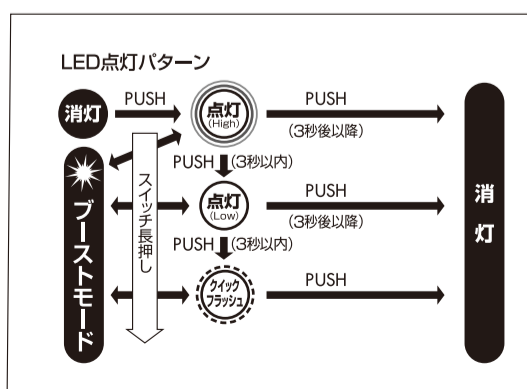 LED点灯パターン
消灯
PUSH
点灯
(High)
PUSH
(3秒後以降)
PUSH
(3秒以内)
点灯
(Low)
PUSH
(3秒後以降)
PUSH
(3秒以内)
クイック
フラッシュ
PUSH
ブーストモード
スイッチ長押し
消灯